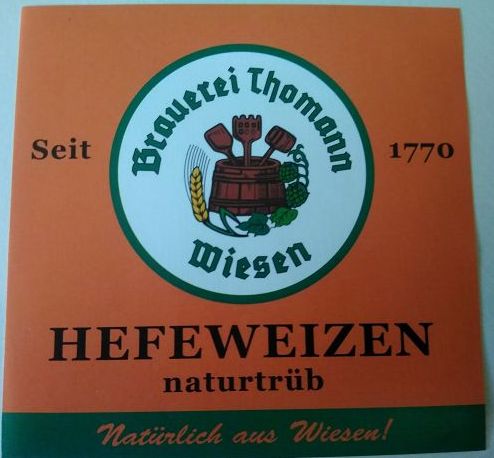 Brauerei Thomann
Seit 1770
Wiesen
HEFEWEIZEN
naturtrüb
Natürlich aus Wiesen!